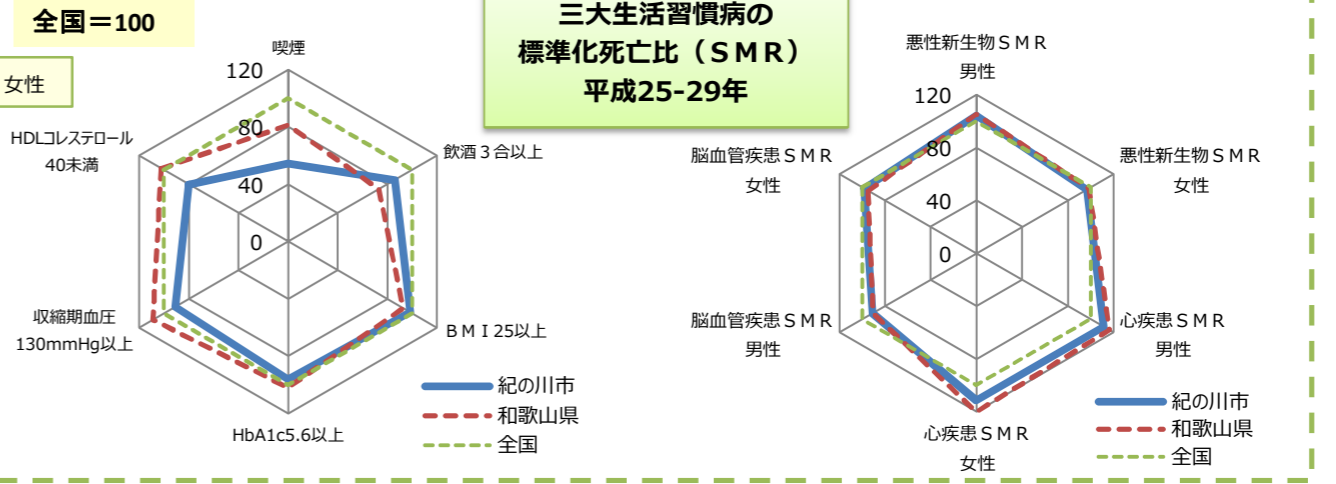 全国＝100
女性
喫煙
120
80
40
0
HDLコレステロール
40未満
飲酒３合以上
収縮期血圧
130mmHg以上
ＢＭＩ25以上
HbA1c5.6以上
紀の川市
和歌山県
全国
三大生活習慣病の
標準化死亡比（ＳＭＲ）
平成25-29年
悪性新生物ＳＭＲ
男性
120
80
40
0
脳血管疾患ＳＭＲ
女性
悪性新生物ＳＭＲ
女性
脳血管疾患ＳＭＲ
男性
心疾患ＳＭＲ
男性
心疾患ＳＭＲ
女性
紀の川市
和歌山県
全国